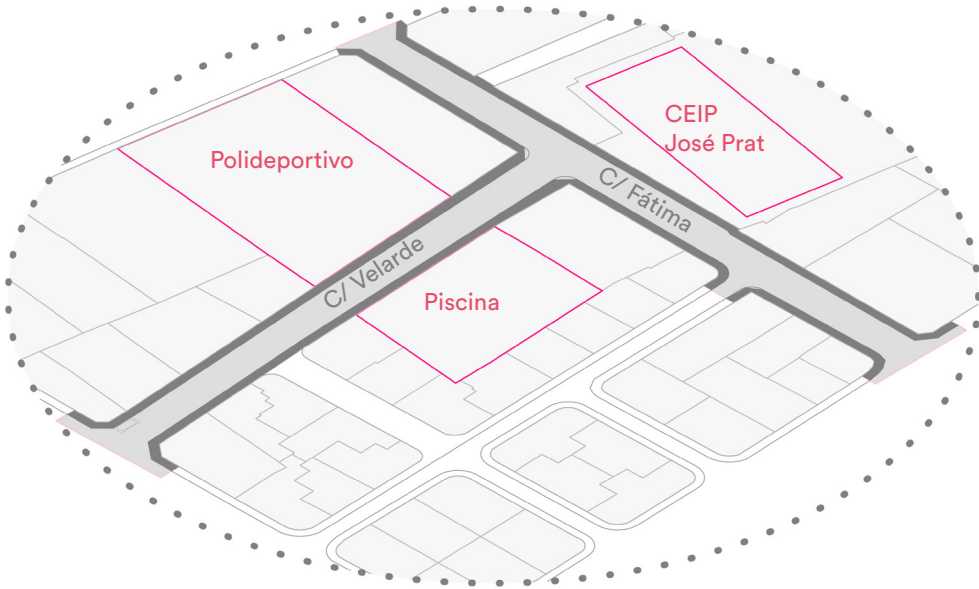 CEIP
José Prat
Polideportivo
C/ Fátima
C/ Velarde
Piscina